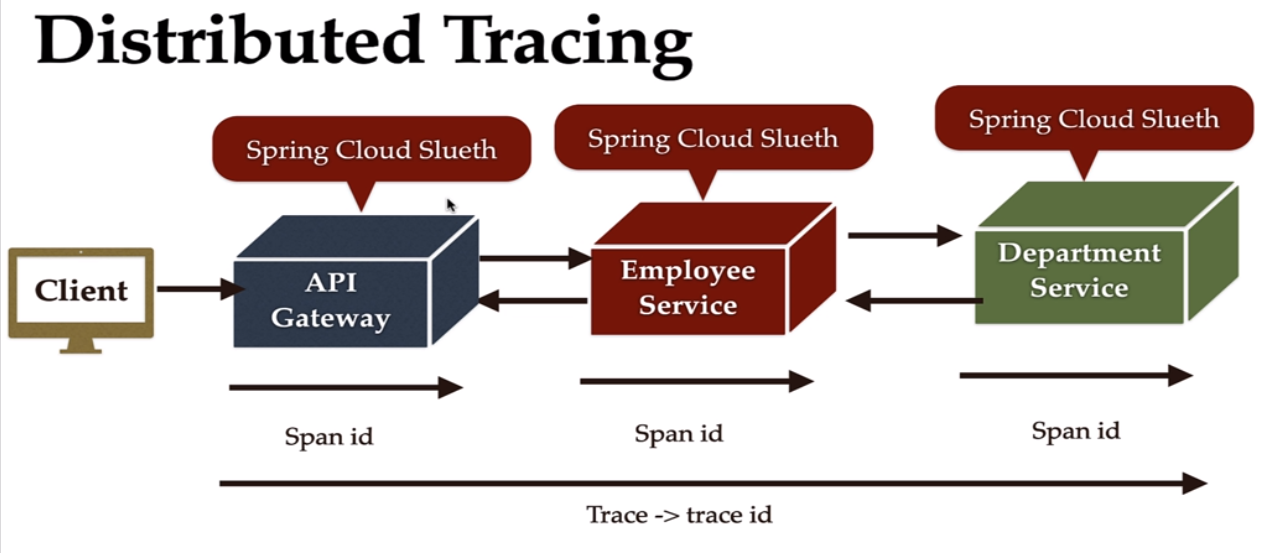 Distributed Tracing
Spring Cloud Slueth
Spring Cloud Slueth
Spring Cloud Slueth
Client
API
Gateway
Employee
Service
Department
Service
Span id
Span id
Span id
Trace -> trace id